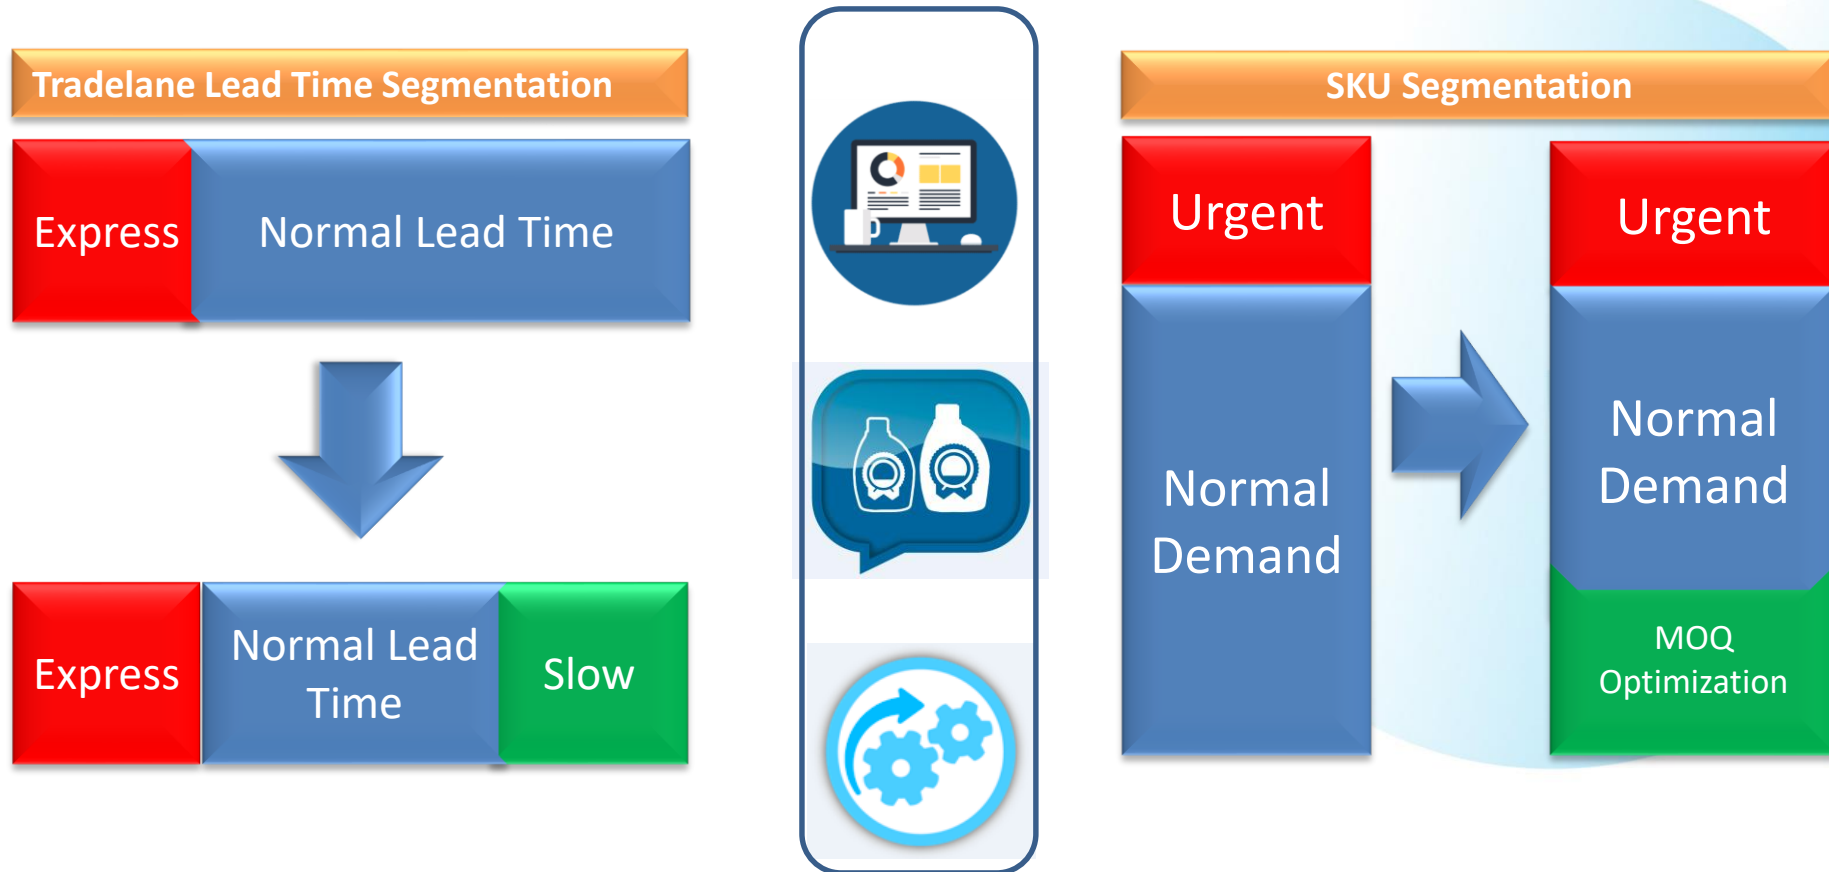 Tradelane Lead Time Segmentation
Express
Normal Lead Time
Express
Normal Lead
Time
Slow
SKU Segmentation
Urgent
Normal
Demand
Urgent
Normal
Demand
MOQ
Optimization